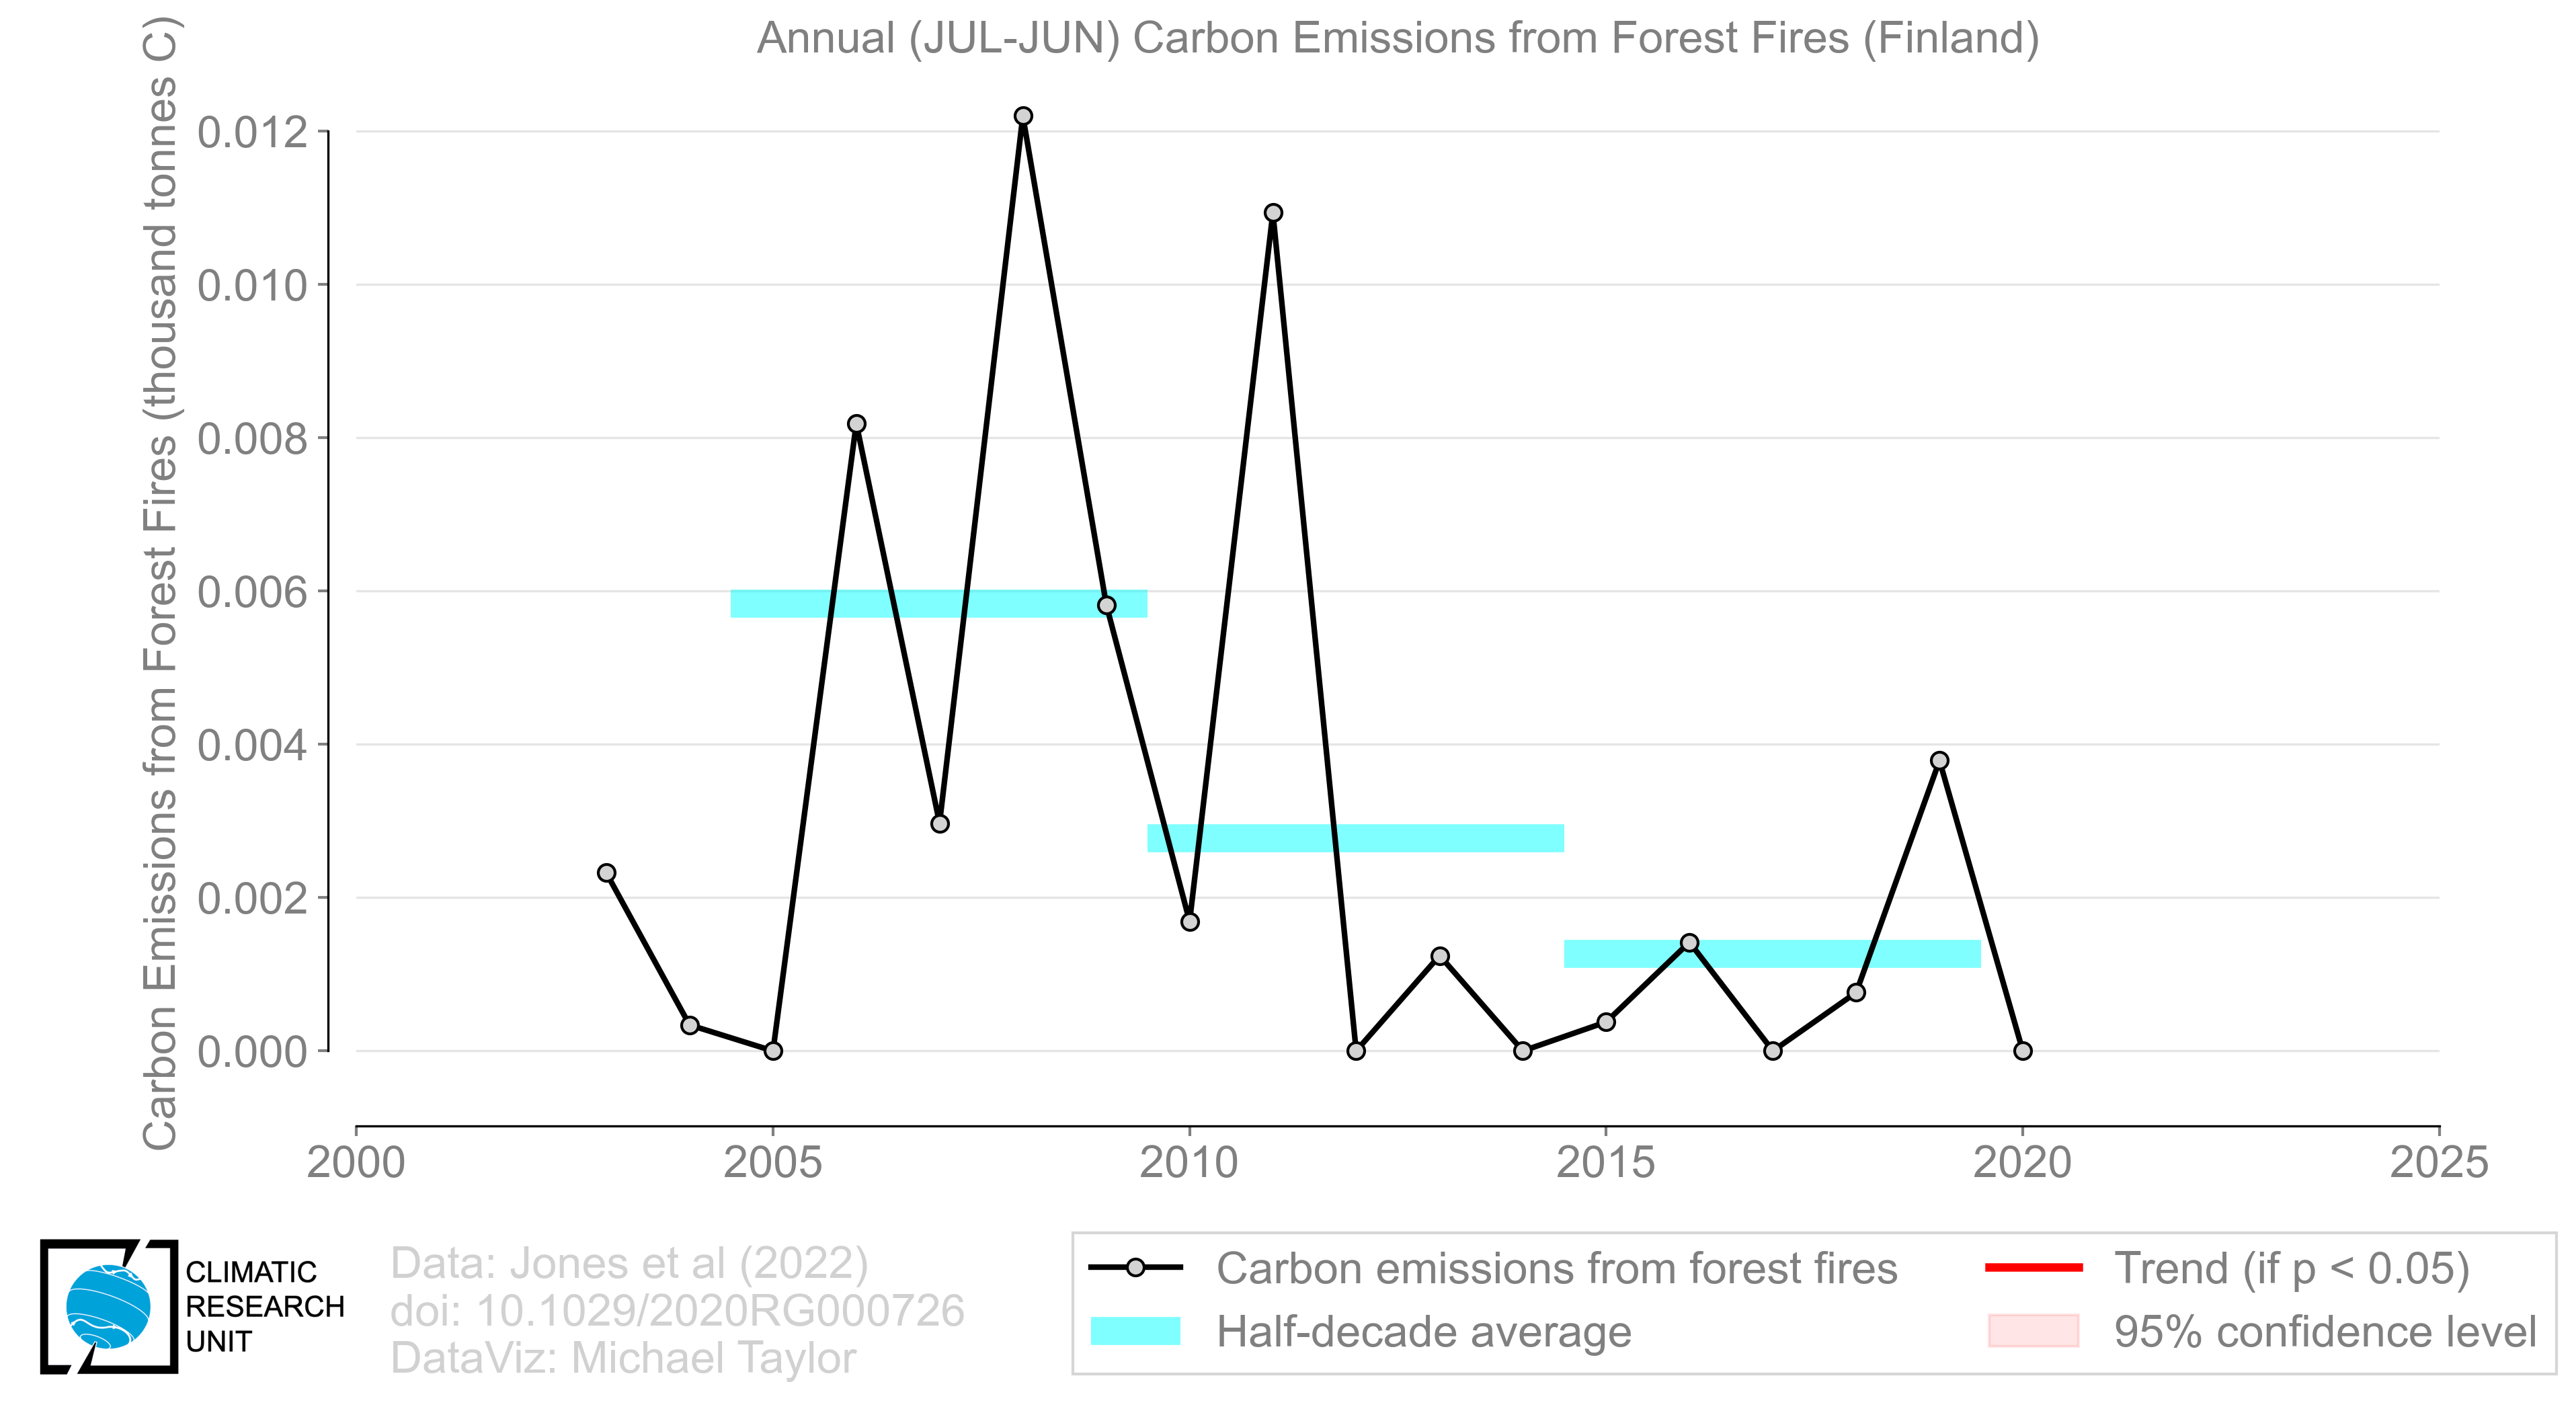 Annual (JUL-JUN) Carbon Emissions from Forest Fires (Finland)
Carbon Emissions from Forest Fires (thousand tonnes C)
0.012
0.010
0.008
0.006
0.004
0.002
0.000
2000 2005 2010 2015 2020 2025
CLIMATIC
RESEARCH
UNIT
Data: Jones et al (2022)
doi: 10.1029/2020RG000726
DataViz: Michael Taylor
Carbon emissions from forest fires
Half-decade average
Trend (if p < 0.05)
95% confidence level